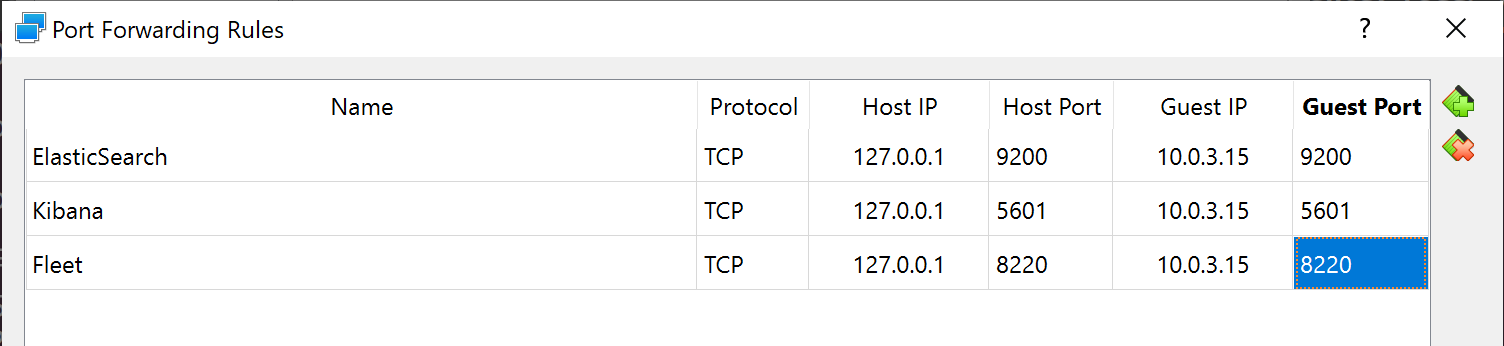 Port Forwarding Rules ?
Name Protocol Host IP Host Port Guest IP Guest Port
ElasticSearch TCP 127.0.0.1 9200 10.0.3.15 9200
Kibana TCP 127.0.0.1 5601 10.0.3.15 5601
Fleet TCP 127.0.0.1 8220 10.0.3.15 8220